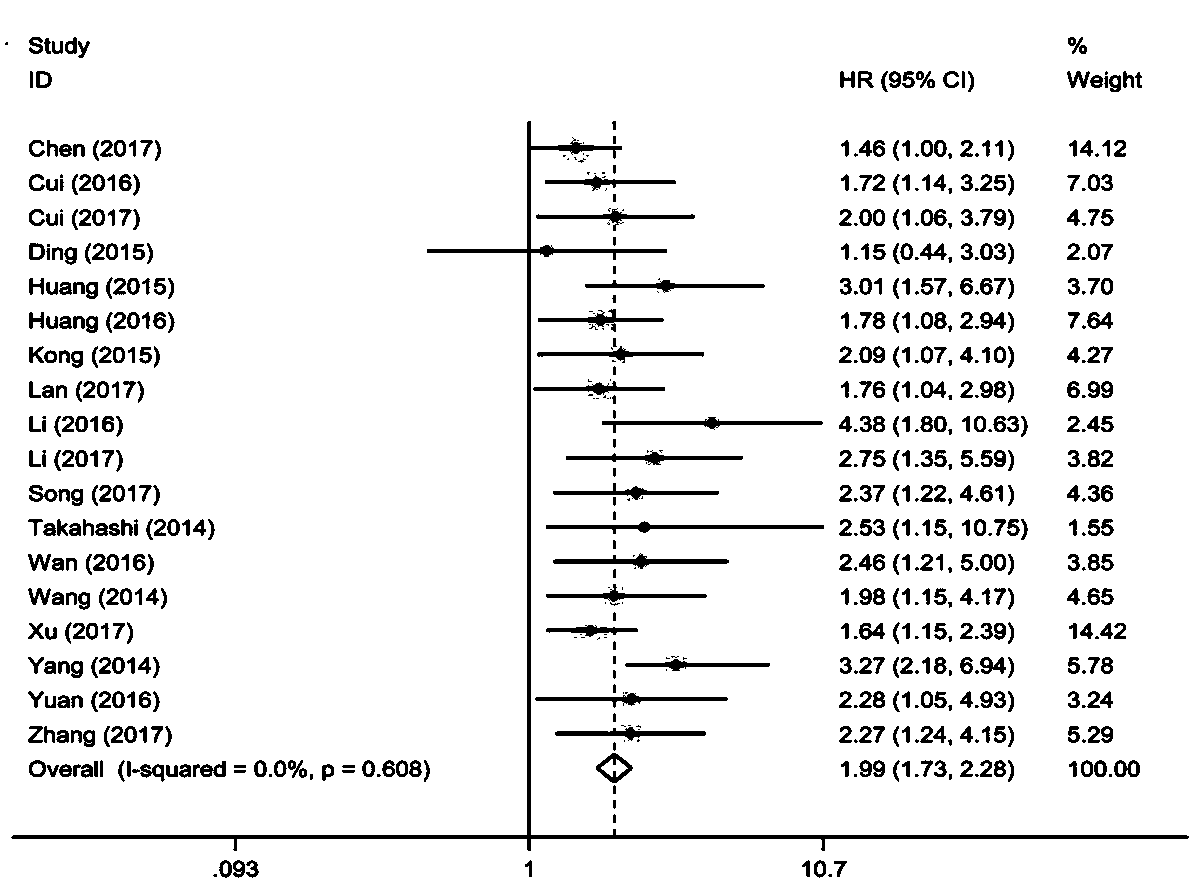 Study %
ID HR (95% CI) Weight
Chen (2017) 1.46 (1.00, 2.11) 14.12
Cui (2016) 1.72 (1.14, 3.25) 7.03
Cui (2017) 2.00 (1.06, 3.79) 4.75
Ding (2015) 1.15 (0.44, 3.03) 2.07
Huang (2015) 3.01 (1.57, 6.67) 3.70
Huang (2016) 1.78 (1.08, 2.94) 7.64
Kong (2015) 2.09 (1.07, 4.10) 4.27
Lan (2017) 1.76 (1.04, 2.98) 6.99
Li (2016) 4.38 (1.80, 10.63) 2.45
Li (2017) 2.75 (1.35, 5.59) 3.82
Song (2017) 2.37 (1.22, 4.61) 4.36
Takahashi (2014) 2.53 (1.15, 10.75) 1.55
Wan (2016) 2.46 (1.21, 5.00) 3.85
Wang (2014) 1.98 (1.15, 4.17) 4.65
Xu (2017) 1.64 (1.15, 2.39) 14.42
Yang (2014) 3.27 (2.18, 6.94) 5.78
Yuan (2016) 2.28 (1.05, 4.93) 3.24
Zhang (2017) 2.27 (1.24, 4.15) 5.29
Overall (I-squared = 0.0%, p = 0.608) 1.99 (1.73, 2.28) 100.00
.093 1 10.7